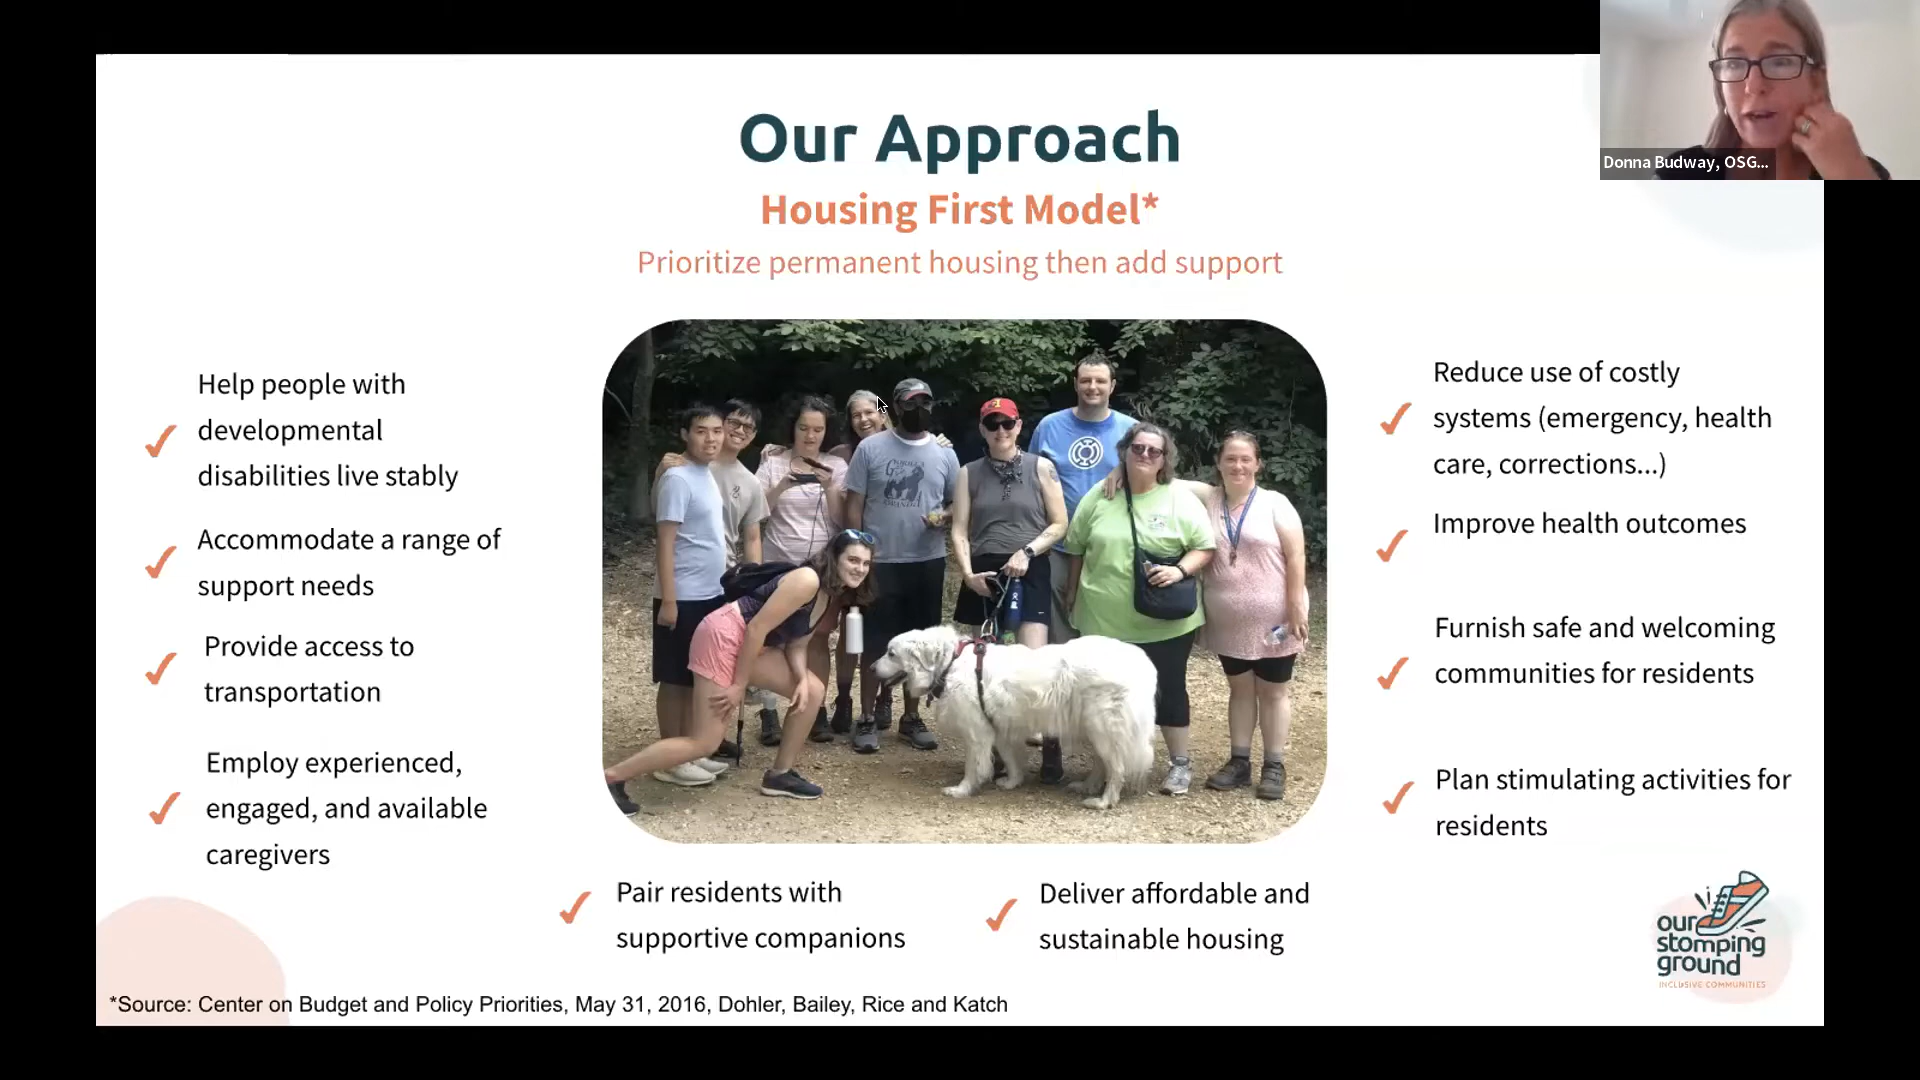 Our Approach
Housing First Model*
Prioritize permanent housing then add support
Donna Budway, OSG...
Help people with
developmental
disabilities live stably
Accommodate a range of
support needs
Provide access to
transportation
Employ experienced,
engaged, and available
caregivers
Pair residents with
supportive companions
Deliver affordable and
sustainable housing
Reduce use of costly
systems (emergency, health
care, corrections...)
Improve health outcomes
Furnish safe and welcoming
communities for residents
Plan stimulating activities for
residents
our
stomping
ground
INCLUSIVE COMMUNITIES
*Source: Center on Budget and Policy Priorities, May 31, 2016, Dohler, Bailey, Rice and Katch